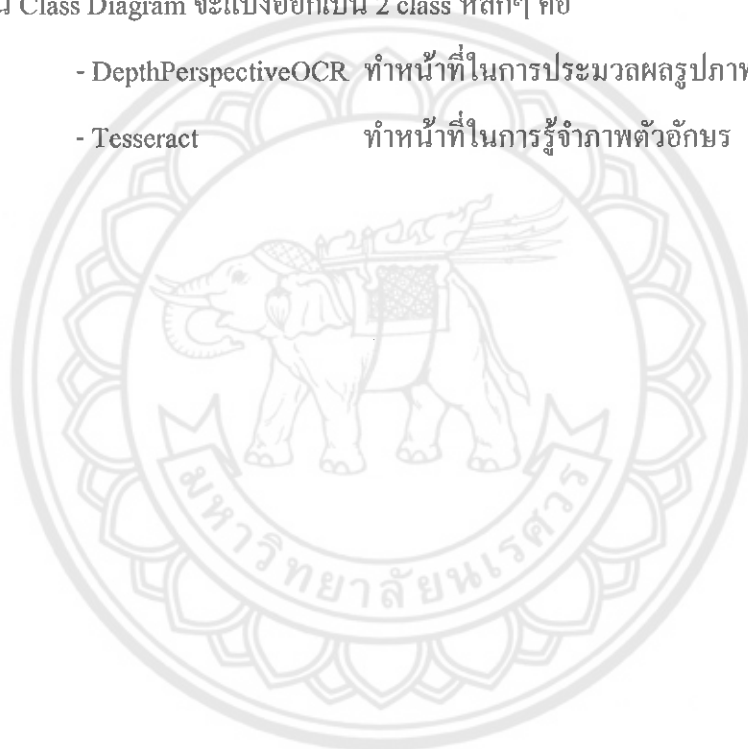 Class Diagram จะแบ่งออกเป็น 2 class หลักๆ คือ
- DepthPerspectiveOCR ทำหน้าที่ในการประมวลผลรูปภาพ
- Tesseract ทำหน้าที่ในการรู้จำภาพตัวอักษร
มหาวิทยาลัยนเรศวร